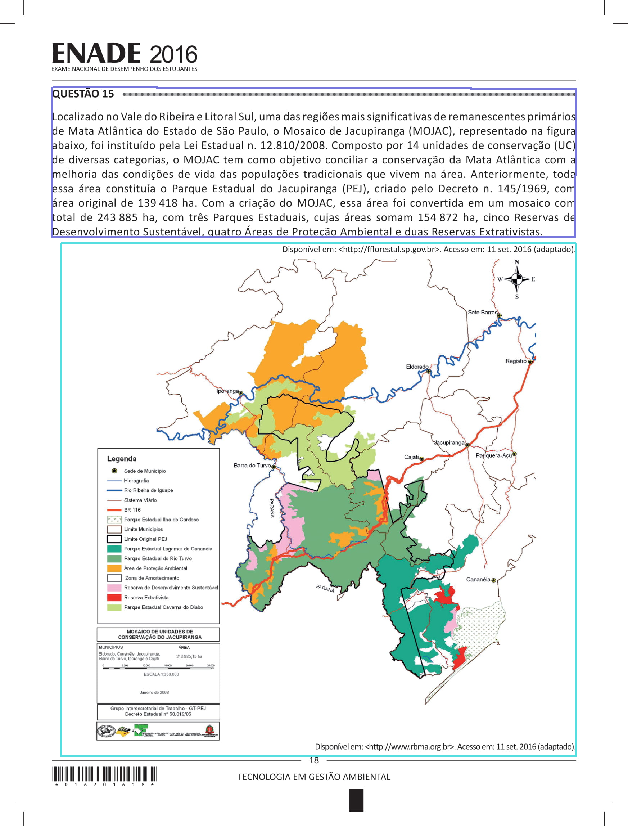 ENADE 2016
EXAME NACIONAL DE DESEMPENHO DOS ESTUDANTES
QUESTÃO 15
Localizado no Vale do Ribeira e Litoral Sul, uma das regiões mais significativas de remanescentes primários
de Mata Atlântica do Estado de São Paulo, o Mosaico de Jacupiranga (MOJAC), representado na figura
abaixo, foi instituído pela Lei Estadual n. 12.810/2008. Composto por 14 unidades de conservação (UC)
de diversas categorias, o MOJAC tem como objetivo conciliar a conservação da Mata Atlântica com a
melhoria das condições de vida das populações tradicionais que vivem na área. Anteriormente, toda
essa área constituía o Parque Estadual do Jacupiranga (PEJ), criado pelo Decreto n. 145/1969, com
área original de 139 418 ha. Com a criação do MOJAC, essa área foi convertida em um mosaico com
total de 243 885 ha, com três Parques Estaduais, cujas áreas somam 154 872 ha, cinco Reservas de
Desenvolvimento Sustentável, quatro Áreas de Proteção Ambiental e duas Reservas Extrativistas.
Disponível em: <http://fflorestal.sp.gov.br>. Acesso em: 11 set. 2016 (adaptado).
N
W E
S
Sete Barras
Registro
Eldorado
Iporanga
Jacupiranga
Cajati
Pariquera-Açu
Barra do Turvo
Cananéia
Legenda
Sede de Município
Hidrografia
Rio Ribeira de Iguape
Sistema Viário
BR 116
Parque Estadual Ilha do Cardoso
Limite Municípios
Limite Original PEJ
Parque Estadual Lagamar de Cananéia
Parque Estadual do Rio Turvo
Área de Proteção Ambiental
Zona de Amortecimento
Reserva de Desenvolvimento Sustentável
Reserva Extrativista
Parque Estadual Caverna do Diabo
MOSAICO DE UNIDADES DE
CONSERVAÇÃO DO JACUPIRANGA
MUNICÍPIOS ÁREA
Grupo Intersecretarial de Trabalho - GT PEJ
Disponível em: <http://www.rbma.org.br>. Acesso em: 11 set. 2016 (adaptado).
18
TECNOLOGIA EM GESTÃO AMBIENTAL